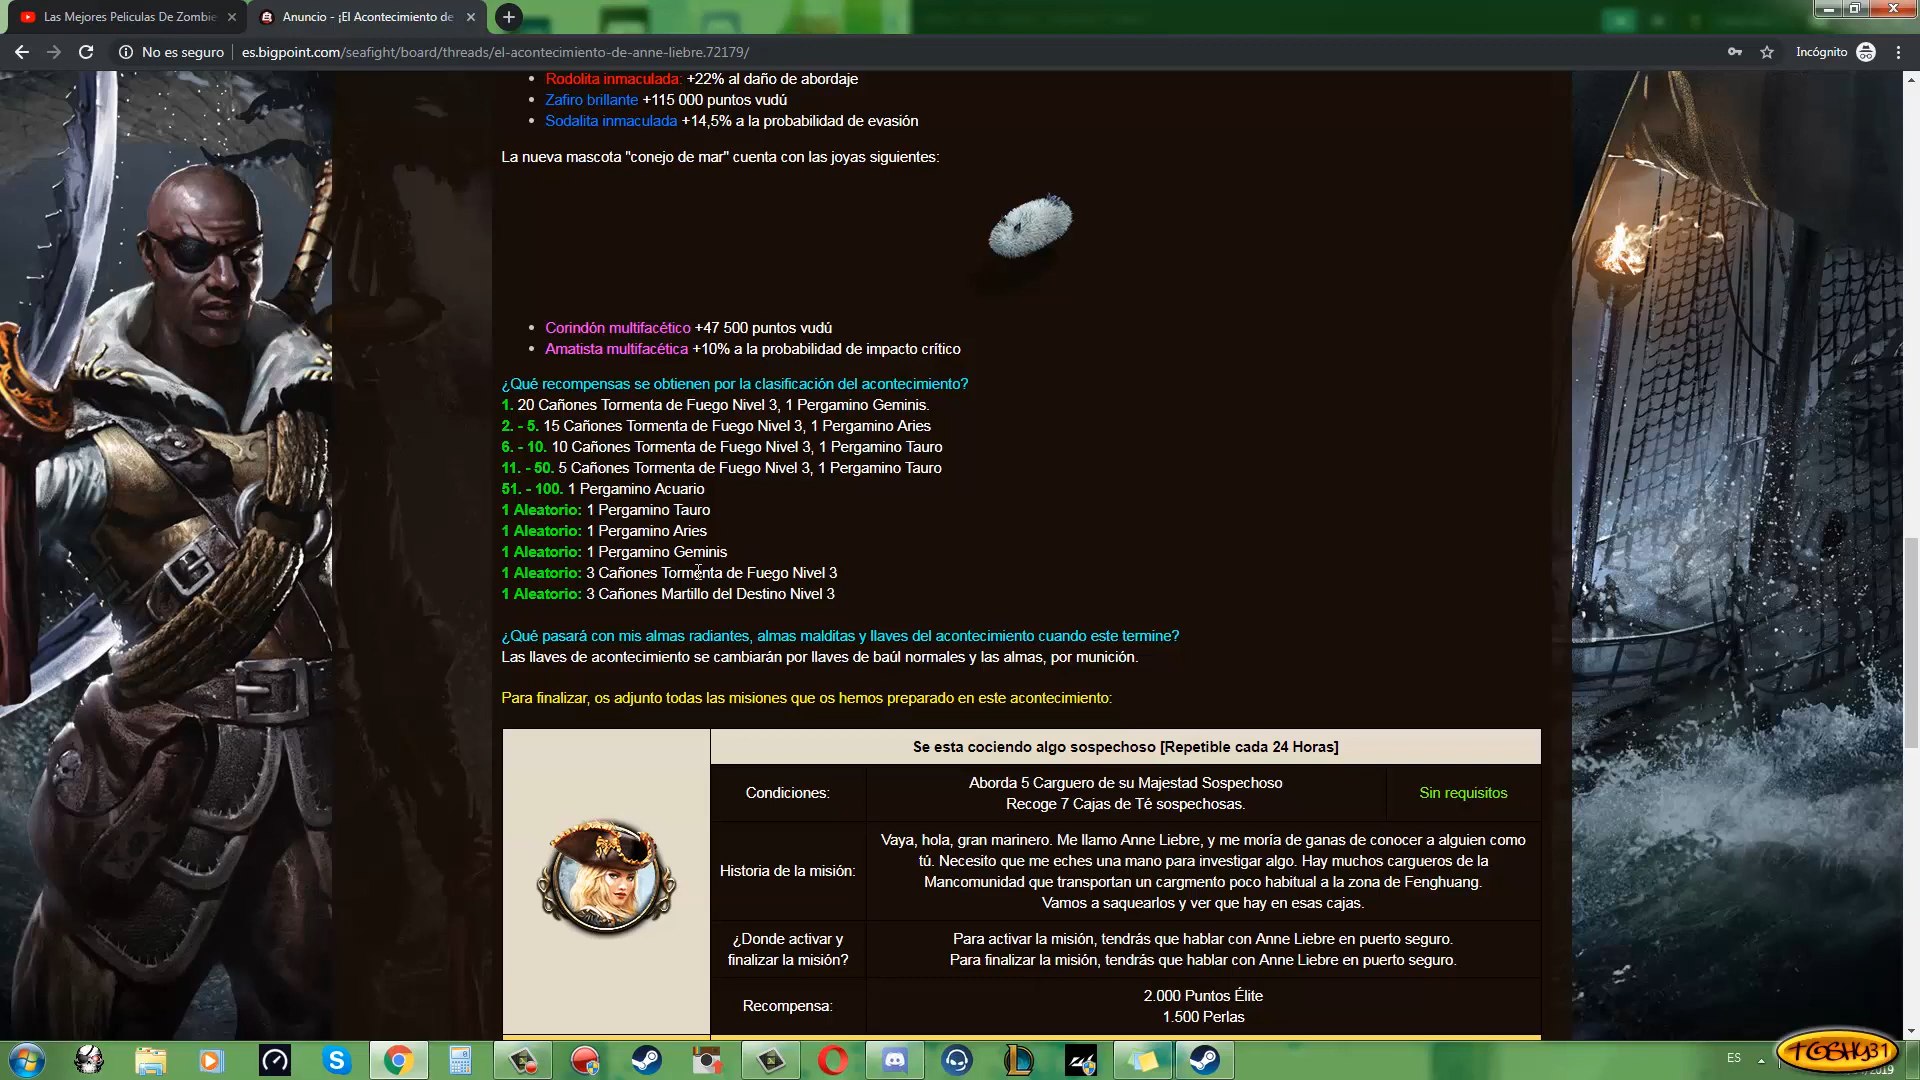 Las Mejores Peliculas De Zombie
Anuncio - ¡El Acontecimiento de
No es seguro
es.bigpoint.com/seafight/board/threads/el-acontecimiento-de-anne-liebre.72179/
Incógnito
Rodolita inmaculada: +22% al daño de abordaje
Zafiro brillante +115 000 puntos vudú
Sodalita inmaculada +14,5% a la probabilidad de evasión
La nueva mascota "conejo de mar" cuenta con las joyas siguientes:
Corindón multifacético +47 500 puntos vudú
Amatista multifacética +10% a la probabilidad de impacto crítico
¿Qué recompensas se obtienen por la clasificación del acontecimiento?
1. 20 Cañones Tormenta de Fuego Nivel 3, 1 Pergamino Geminis.
2. - 5. 15 Cañones Tormenta de Fuego Nivel 3, 1 Pergamino Aries
6. - 10. 10 Cañones Tormenta de Fuego Nivel 3, 1 Pergamino Tauro
11. - 50. 5 Cañones Tormenta de Fuego Nivel 3, 1 Pergamino Tauro
51. - 100. 1 Pergamino Acuario
1 Aleatorio: 1 Pergamino Tauro
1 Aleatorio: 1 Pergamino Aries
1 Aleatorio: 1 Pergamino Geminis
1 Aleatorio: 3 Cañones Tormenta de Fuego Nivel 3
1 Aleatorio: 3 Cañones Martillo del Destino Nivel 3
¿Qué pasará con mis almas radiantes, almas malditas y llaves del acontecimiento cuando este termine?
Las llaves de acontecimiento se cambiarán por llaves de baúl normales y las almas, por munición.
Para finalizar, os adjunto todas las misiones que os hemos preparado en este acontecimiento:
Se esta cociendo algo sospechoso [Repetible cada 24 Horas]
Condiciones:
Aborda 5 Carguero de su Majestad Sospechoso
Recoge 7 Cajas de Té sospechosas.
Sin requisitos
Historia de la misión:
Vaya, hola, gran marinero. Me llamo Anne Liebre, y me moría de ganas de conocer a alguien como
tú. Necesito que me eches una mano para investigar algo. Hay muchos cargueros de la
Mancomunidad que transportan un cargmento poco habitual a la zona de Fenghuang.
Vamos a saquearlos y ver que hay en esas cajas.
¿Donde activar y
finalizar la misión?
Para activar la misión, tendrás que hablar con Anne Liebre en puerto seguro.
Para finalizar la misión, tendrás que hablar con Anne Liebre en puerto seguro.
Recompensa:
2.000 Puntos Élite
1.500 Perlas
ES
TOSHY31